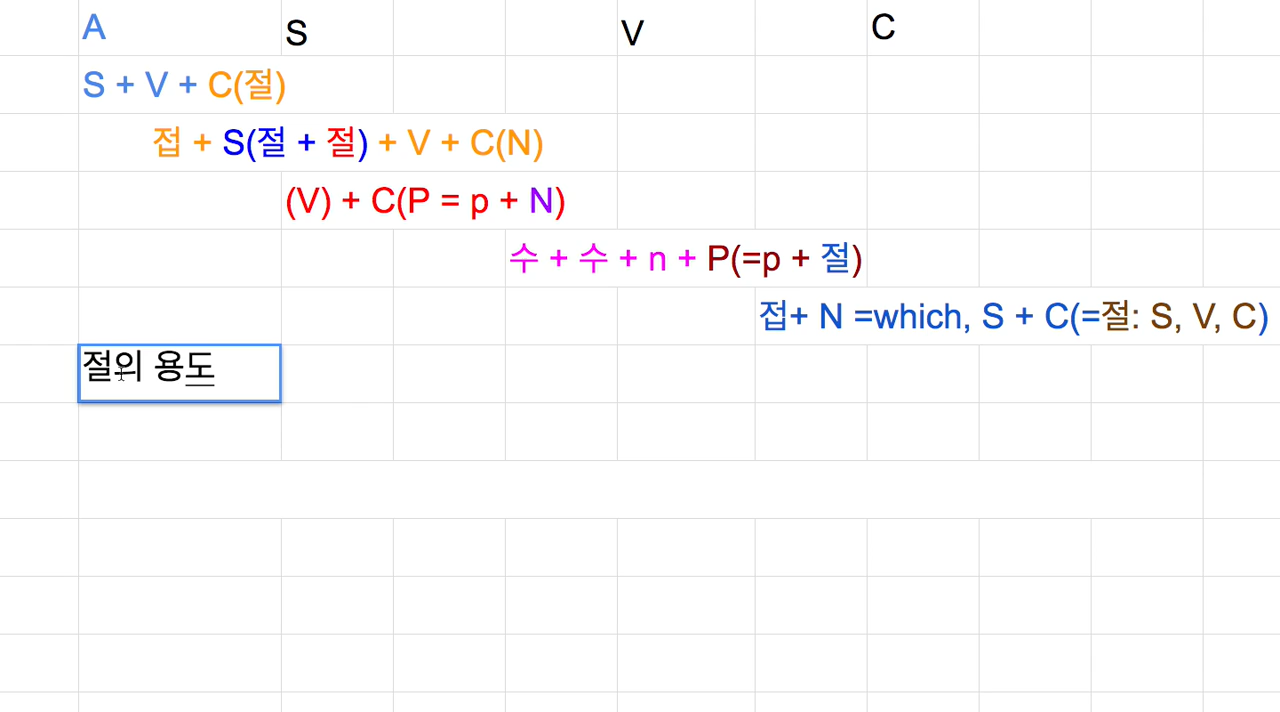 A S V C
S + V + C(절)
접 + S(절 + 절) + V + C(N)
(V) + C(P = p + N)
수 + 수 + n + P(=p + 절)
접+ N =which, S + C(=절: S, V, C)
절의 용도